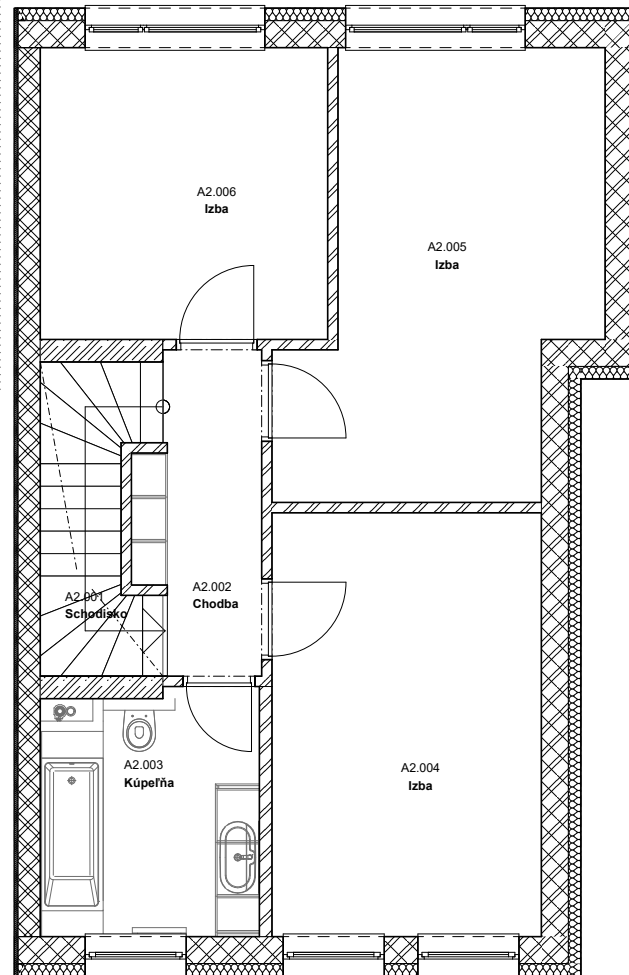 A2.006
Izba
A2.005
Izba
A2.001
Schodisko
A2.002
Chodba
A2.003
Kúpeľňa
A2.004
Izba